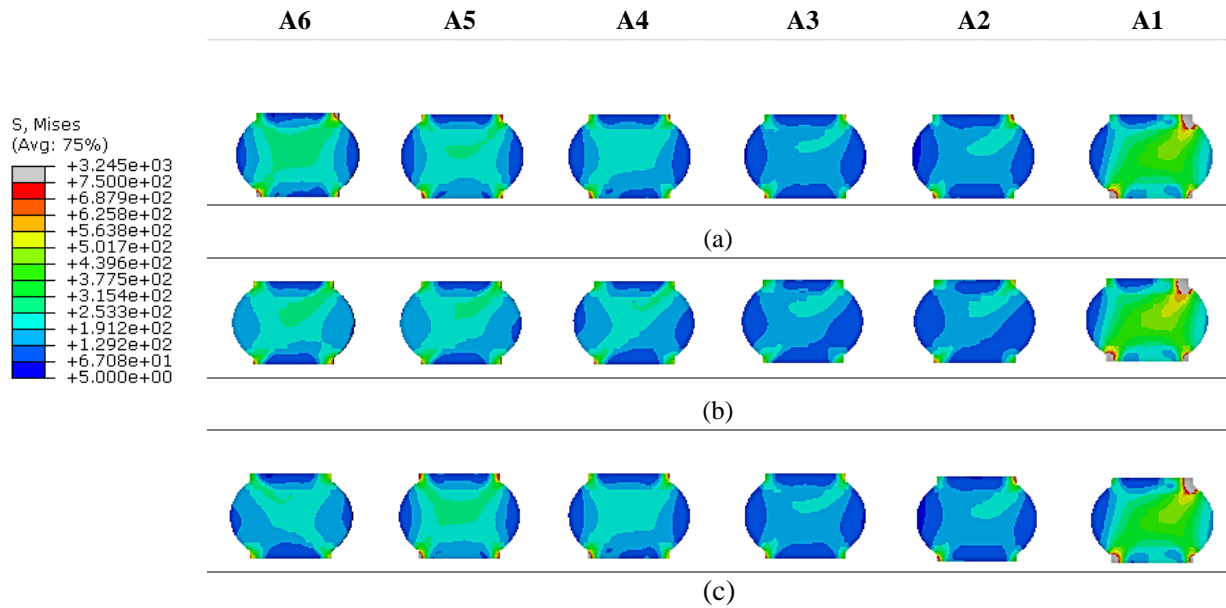 A6 A5 A4 A3 A2 A1
S, Mises
(Avg: 75%)
+3.245e+03
+7.500e+02
+6.879e+02
+6.258e+02
+5.638e+02
+5.017e+02
+4.396e+02
+3.775e+02
+3.154e+02
+2.533e+02
+1.912e+02
+1.292e+02
+6.708e+01
+5.000e+00
(a)
(b)
(c)